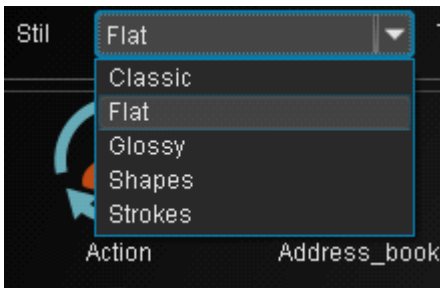 Stil Flat
Classic
Flat
Glossy
Shapes
Strokes
Action Address_book